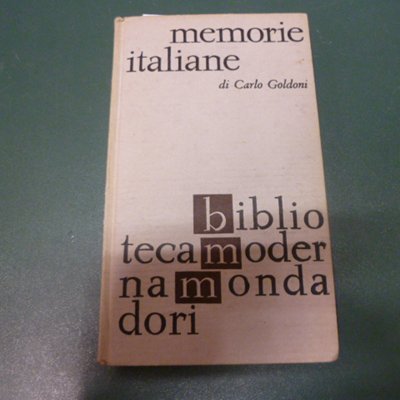 memorie
italiane
di Carlo Goldoni
biblio
tecamoder
namonda
dori